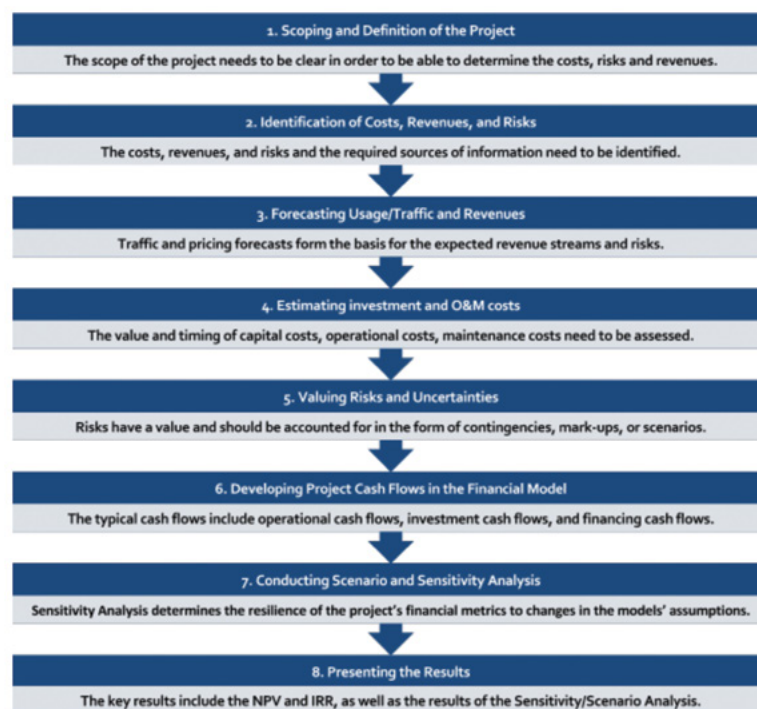 1. Scoping and Definition of the Project
The scope of the project needs to be clear in order to be able to determine the costs, risks and revenues.
2. Identification of Costs, Revenues, and Risks
The costs, revenues, and risks and the required sources of information need to be identified.
3. Forecasting Usage/Traffic and Revenues
Traffic and pricing forecasts form the basis for the expected revenue streams and risks.
4. Estimating investment and O&M costs
The value and timing of capital costs, operational costs, maintenance costs need to be assessed.
5. Valuing Risks and Uncertainties
Risks have a value and should be accounted for in the form of contingencies, mark-ups, or scenarios.
6. Developing Project Cash Flows in the Financial Model
The typical cash flows include operational cash flows, investment cash flows, and financing cash flows.
7. Conducting Scenario and Sensitivity Analysis
Sensitivity Analysis determines the resilience of the project's financial metrics to changes in the models' assumptions.
8. Presenting the Results
The key results include the NPV and IRR, as well as the results of the Sensitivity/Scenario Analysis.